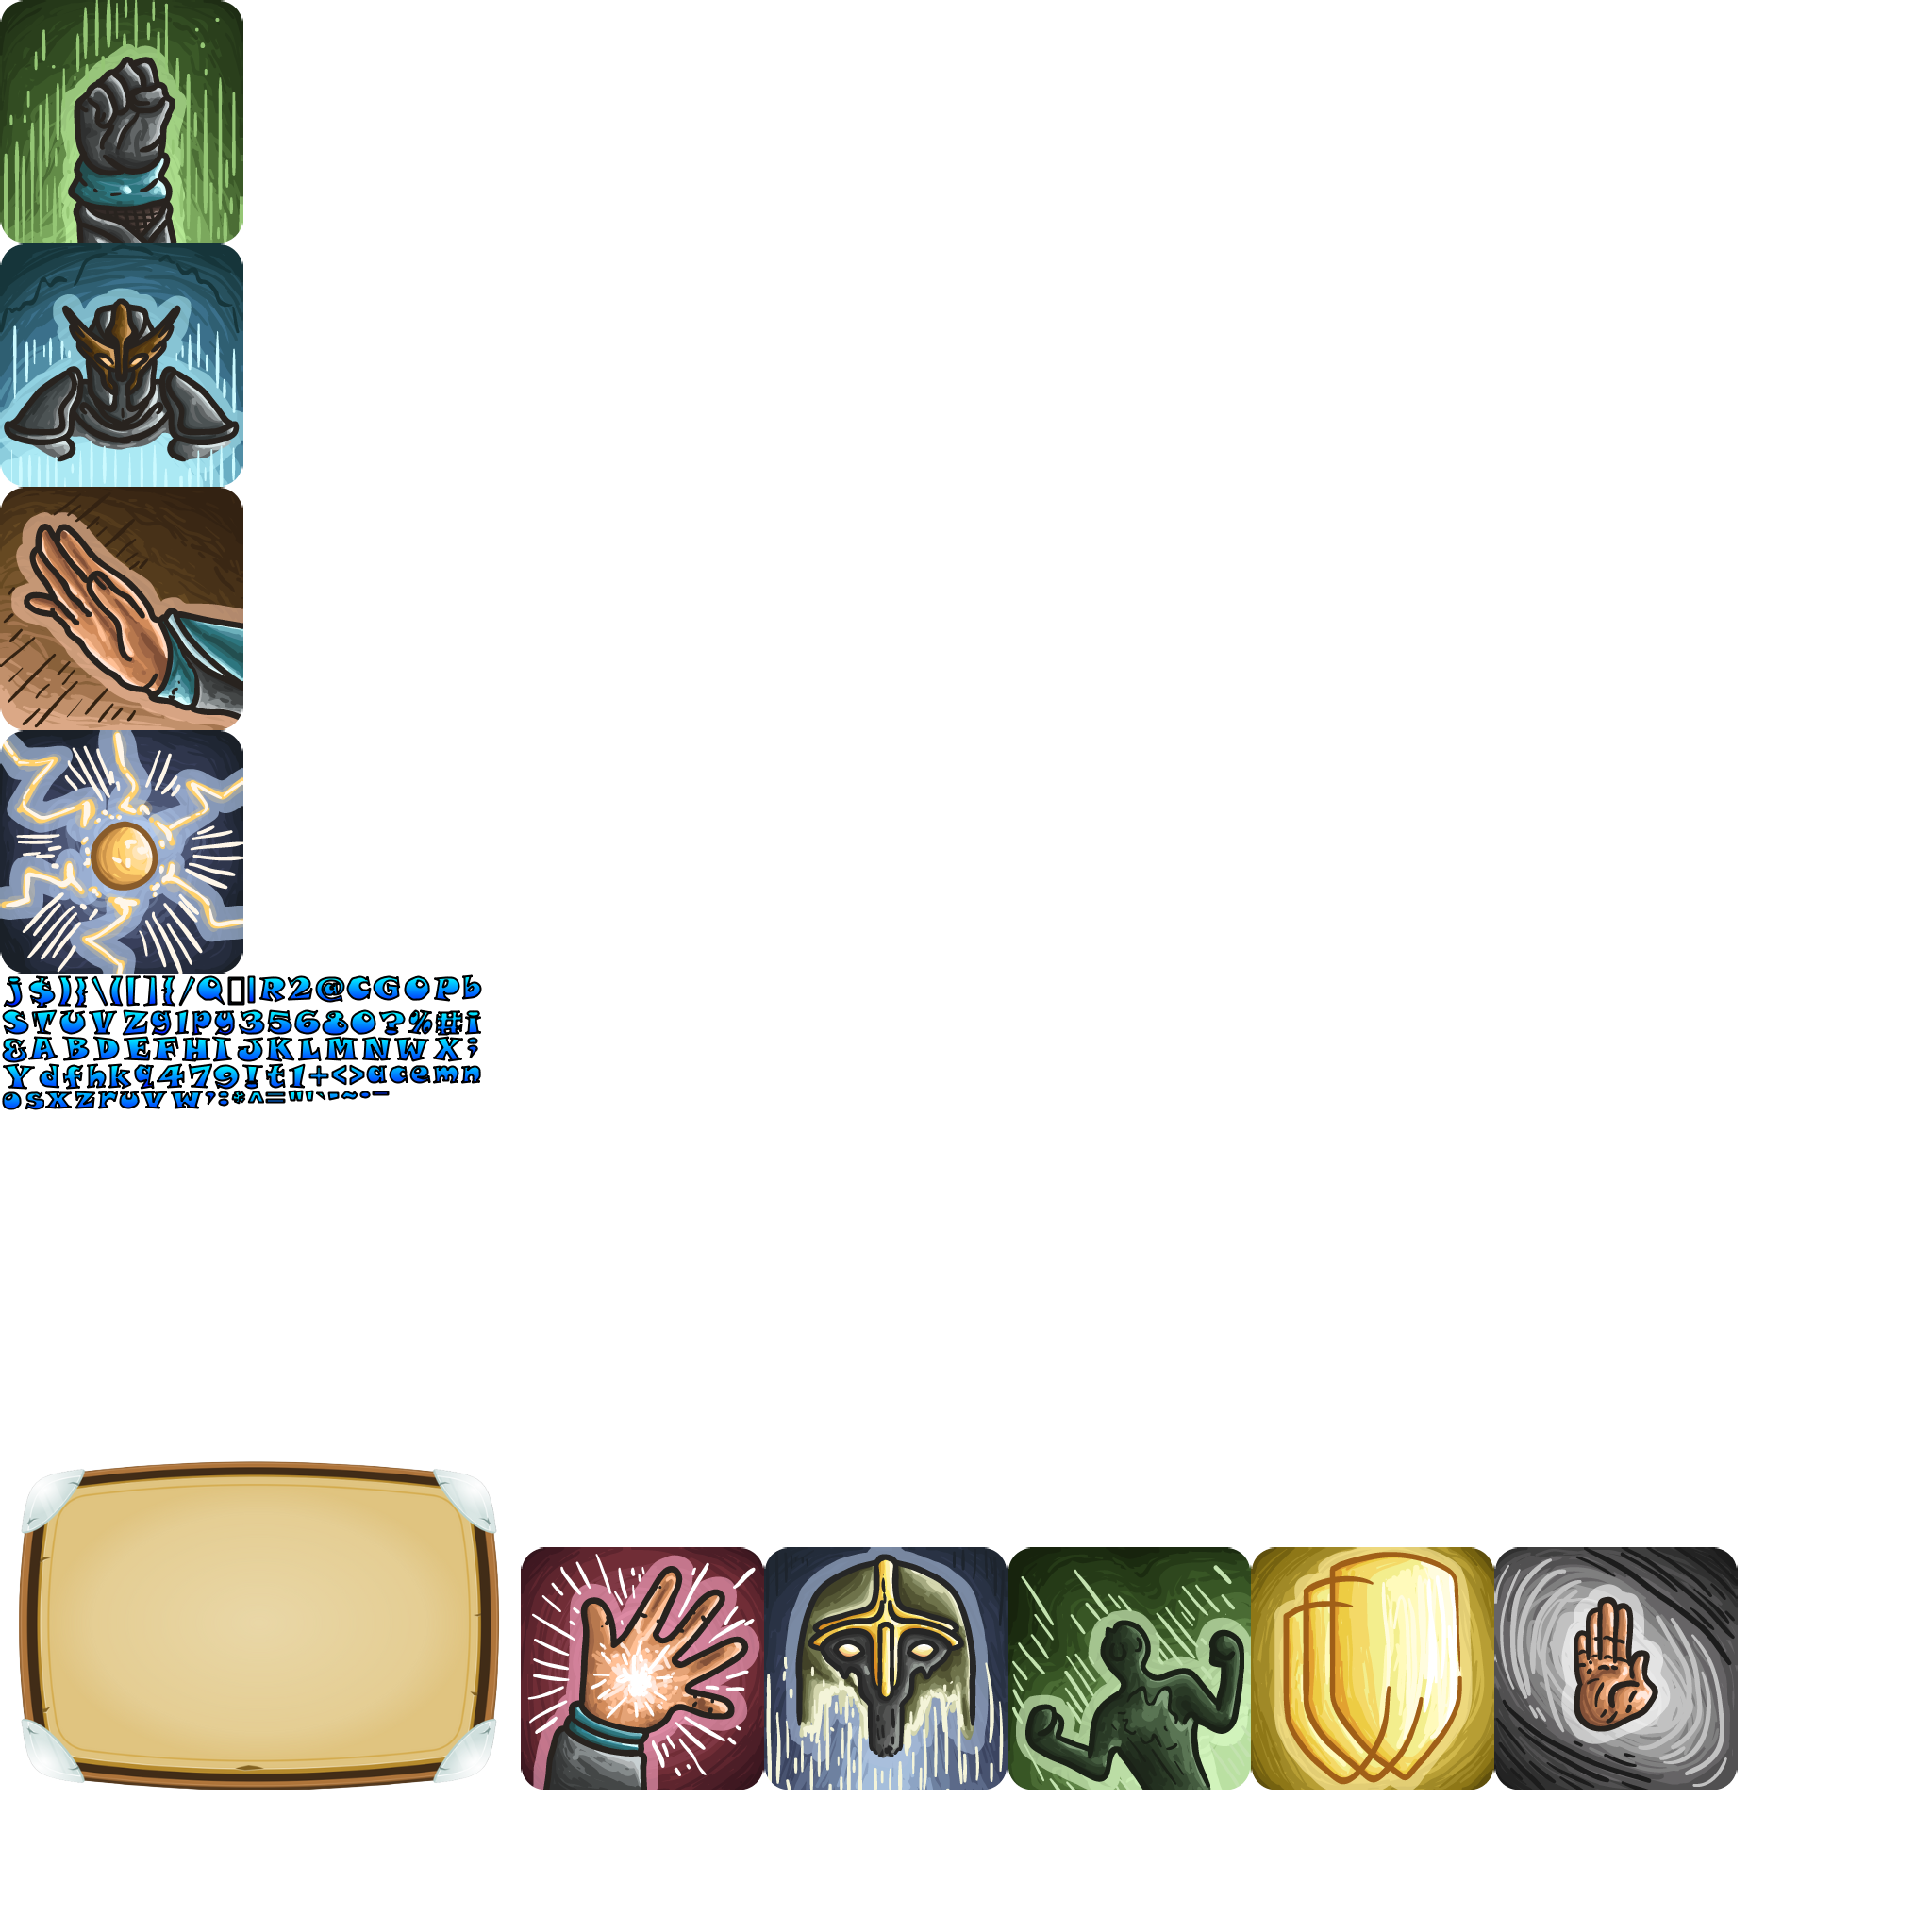 j$)}\([]{/Q▯|R2@CGOPb
STUVZglpy35680?%#i
&ABDEFHIJKLMNWX;
Ydfhkq479!t1+<>acemn
osxzruvw,:*^="'`-~._